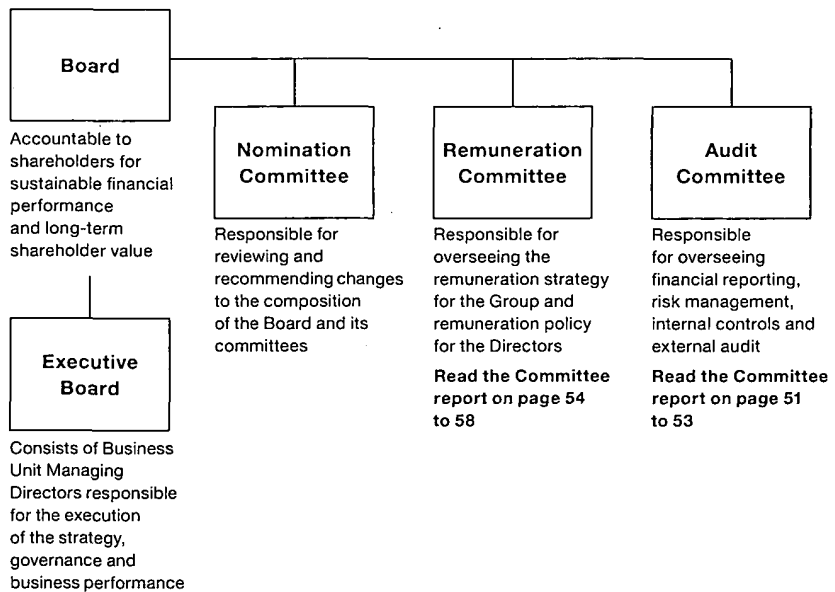 Board
Accountable to
shareholders for
sustainable financial
performance
and long-term
shareholder value
Executive
Board
Consists of Business
Unit Managing
Directors responsible
for the execution
of the strategy,
governance and
business performance
Nomination
Committee
Responsible for
reviewing and
recommending changes
to the composition
of the Board and its
committees
Remuneration
Committee
Responsible for
overseeing the
remuneration strategy
for the Group and
remuneration policy
for the Directors
Read the Committee
report on page 54
to 58
Audit
Committee
Responsible
for overseeing
financial reporting,
risk management,
internal controls and
external audit
Read the Committee
report on page 51
to 53